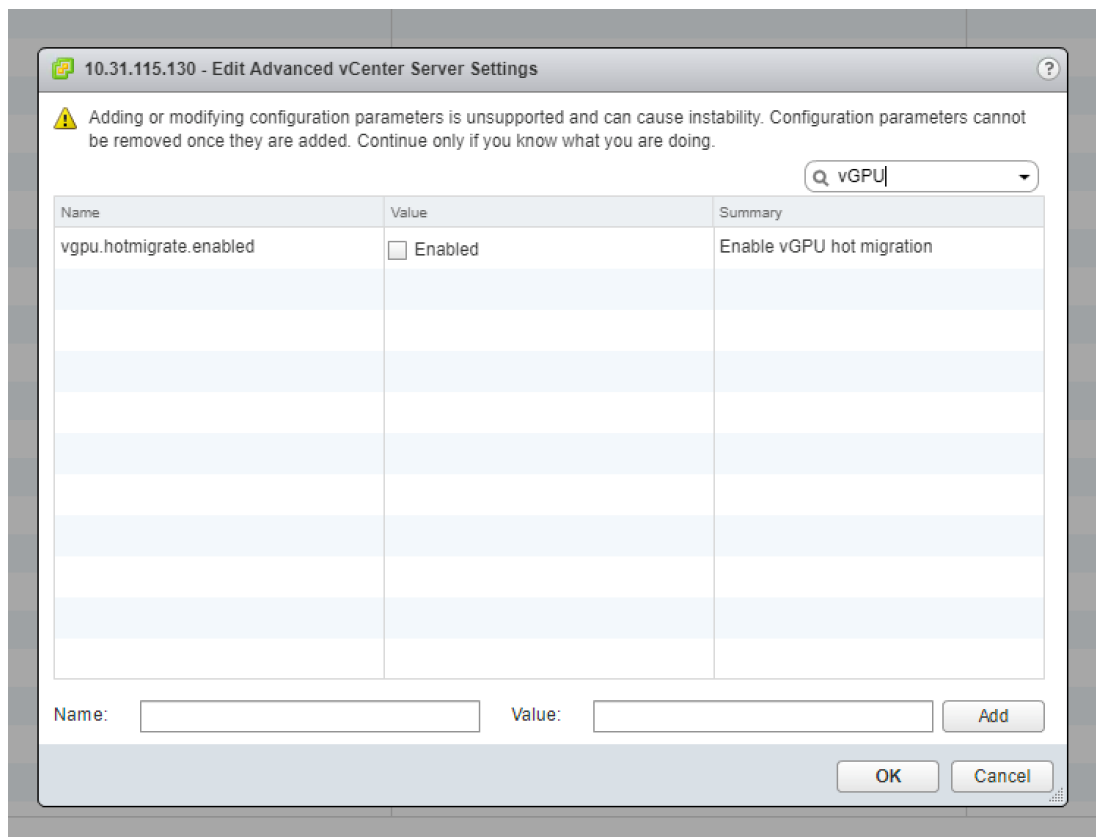 10.31.115.130 - Edit Advanced vCenter Server Settings
?
Adding or modifying configuration parameters is unsupported and can cause instability. Configuration parameters cannot
be removed once they are added. Continue only if you know what you are doing.
vGPU
Name Value Summary
vgpu.hotmigrate.enabled Enabled Enable vGPU hot migration
Name: Value: Add
OK Cancel